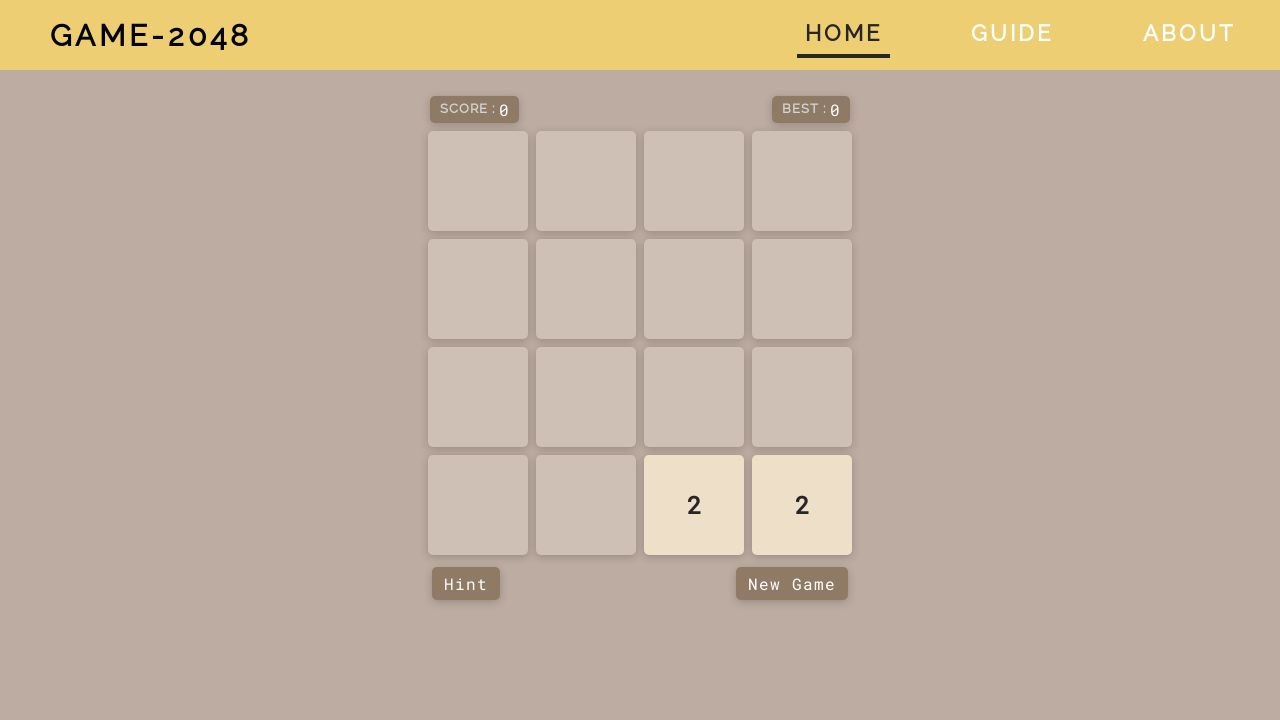 GAME-2048
HOME GUIDE ABOUT
SCORE : 0
BEST : 0
2 2
Hint
New Game